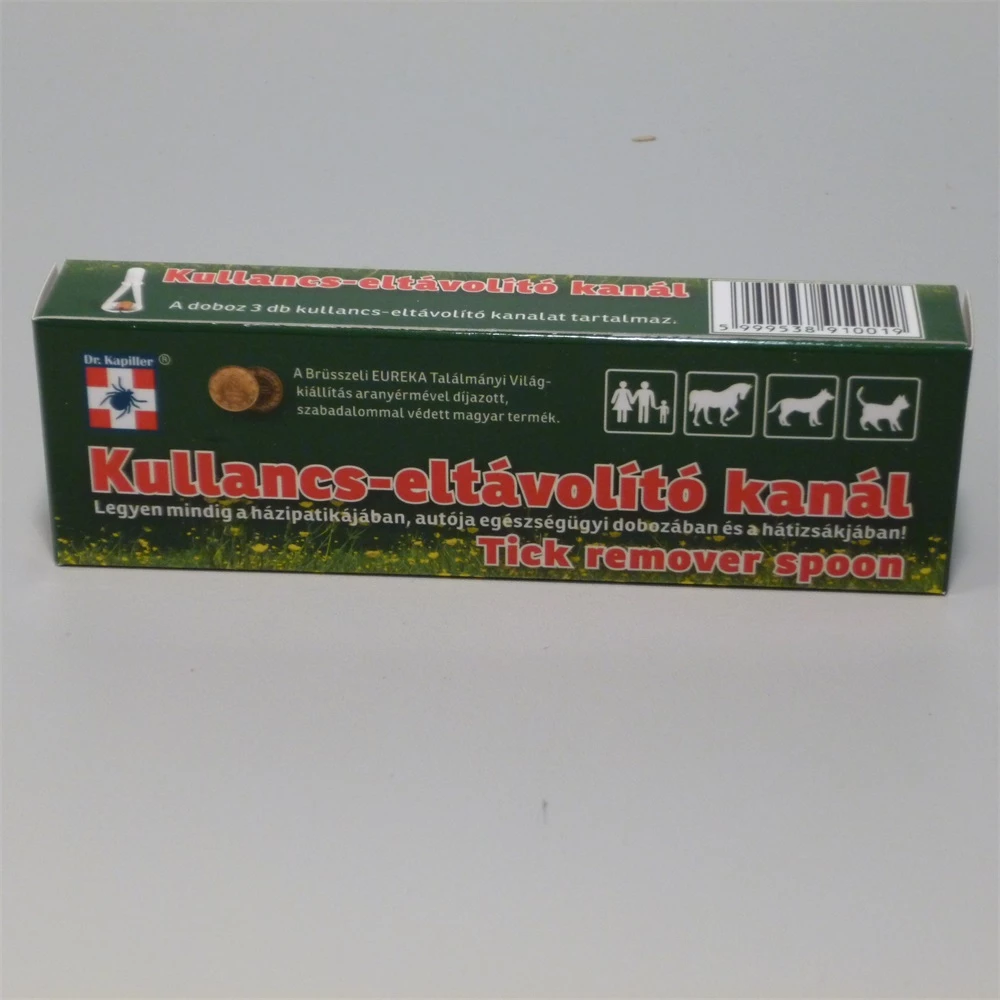 Kullancs-eltávolító kanál
A doboz 3 db kullancs-eltávolító kanalat tartalmaz.
5 999538 910019
Dr. Kapiller ®
A Brüsszeli EUREKA Találmányi Világ-
kiállítás aranyérmével díjazott,
szabadalommal védett magyar termék.
Kullancs-eltávolító kanál
Legyen mindig a házipatikájában, autója egészségügyi dobozában és a hátizsákjában!
Tick remover spoon